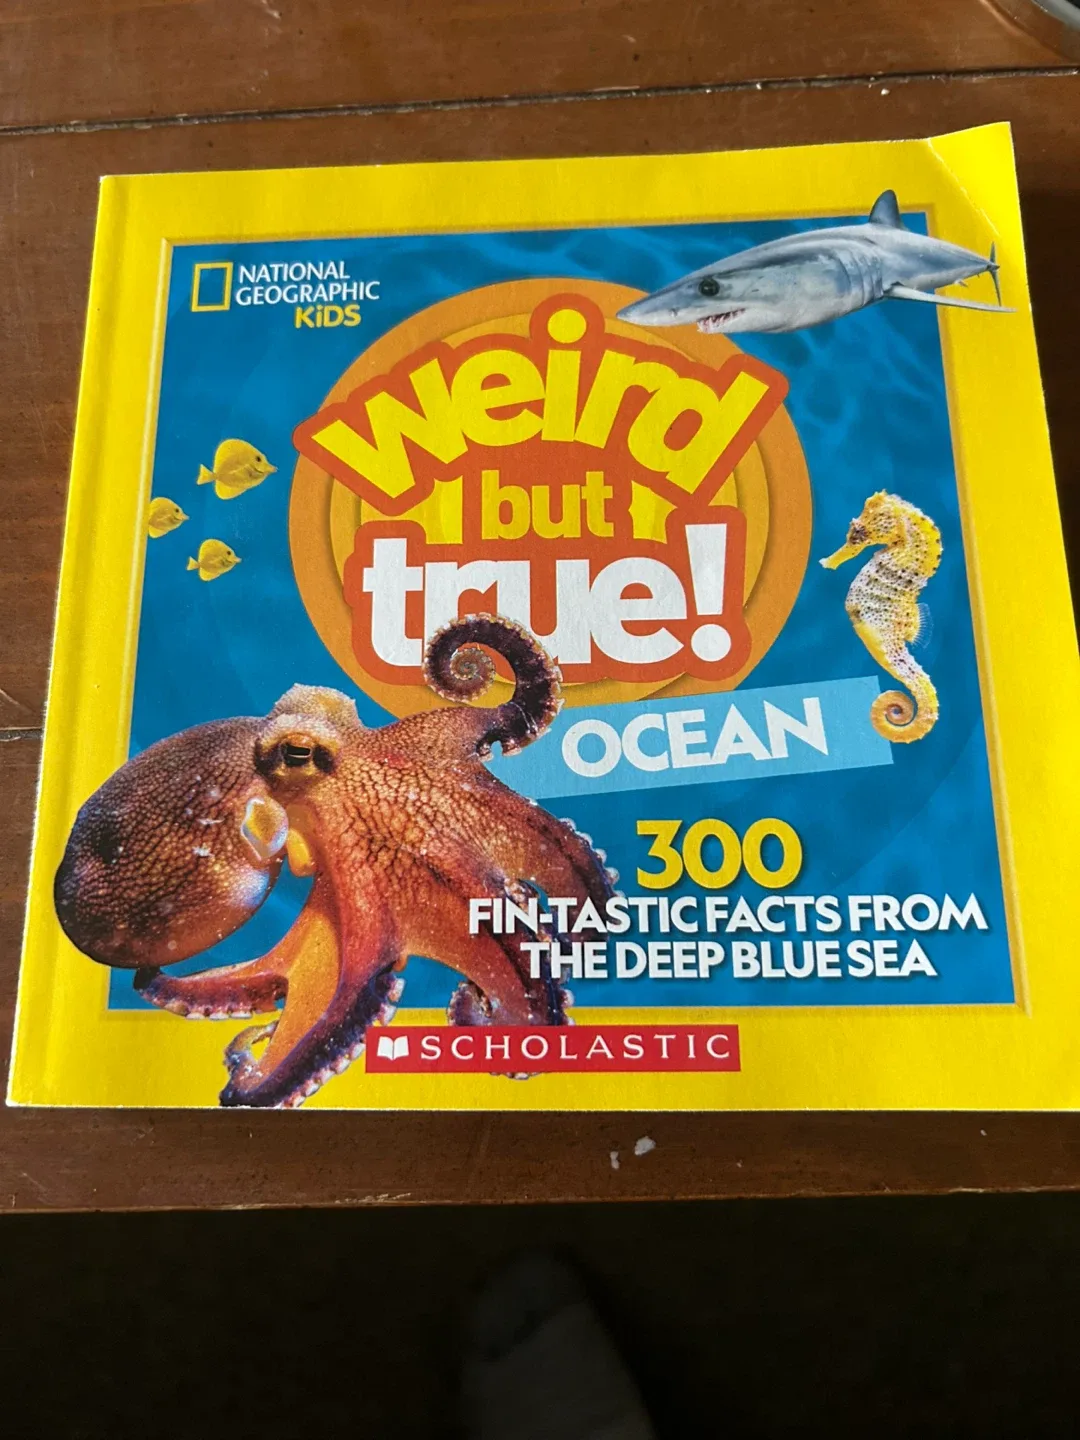 NATIONAL
GEOGRAPHIC
KiDS
weird
but
true!
OCEAN
300
FIN-TASTIC FACTS FROM
THE DEEP BLUE SEA
SCHOLASTIC